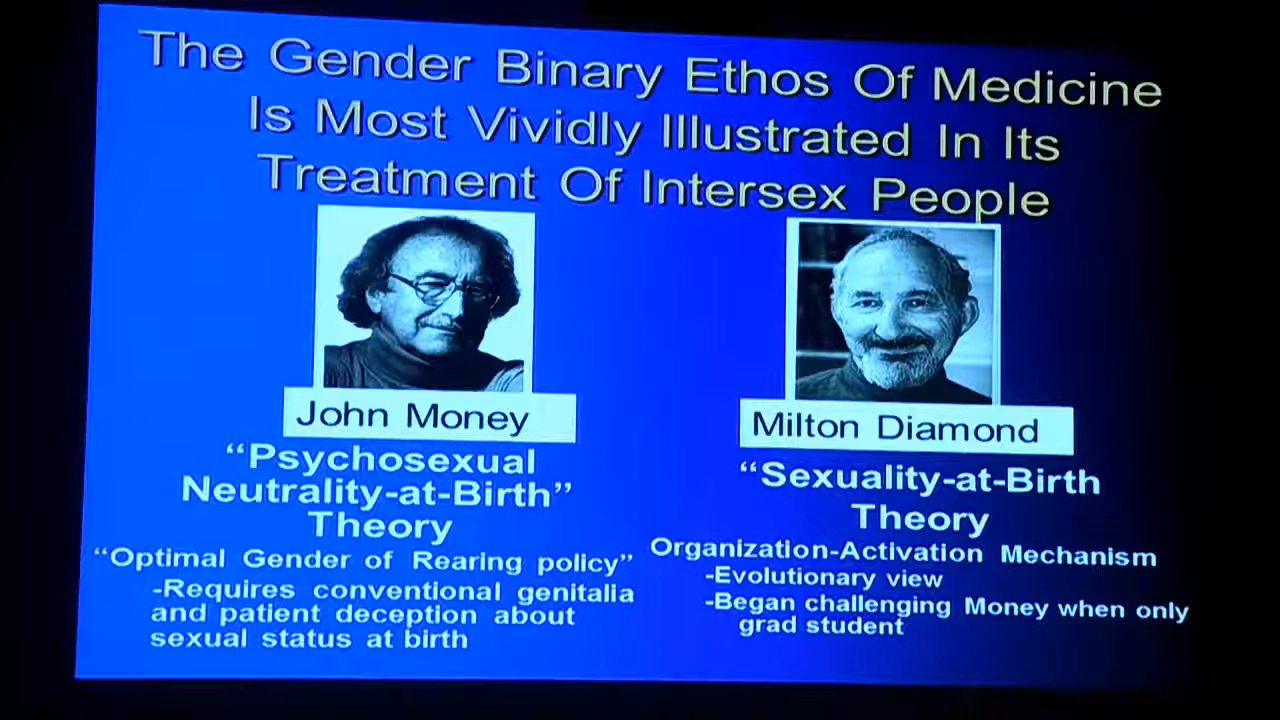 The Gender Binary Ethos Of Medicine
Is Most Vividly Illustrated In Its
Treatment Of Intersex People
John Money
"Psychosexual
Neutrality-at-Birth"
Theory
"Optimal Gender of Rearing policy"
-Requires conventional genitalia
and patient deception about
sexual status at birth
Milton Diamond
"Sexuality-at-Birth
Theory
Organization-Activation Mechanism
-Evolutionary view
-Began challenging Money when only
grad student